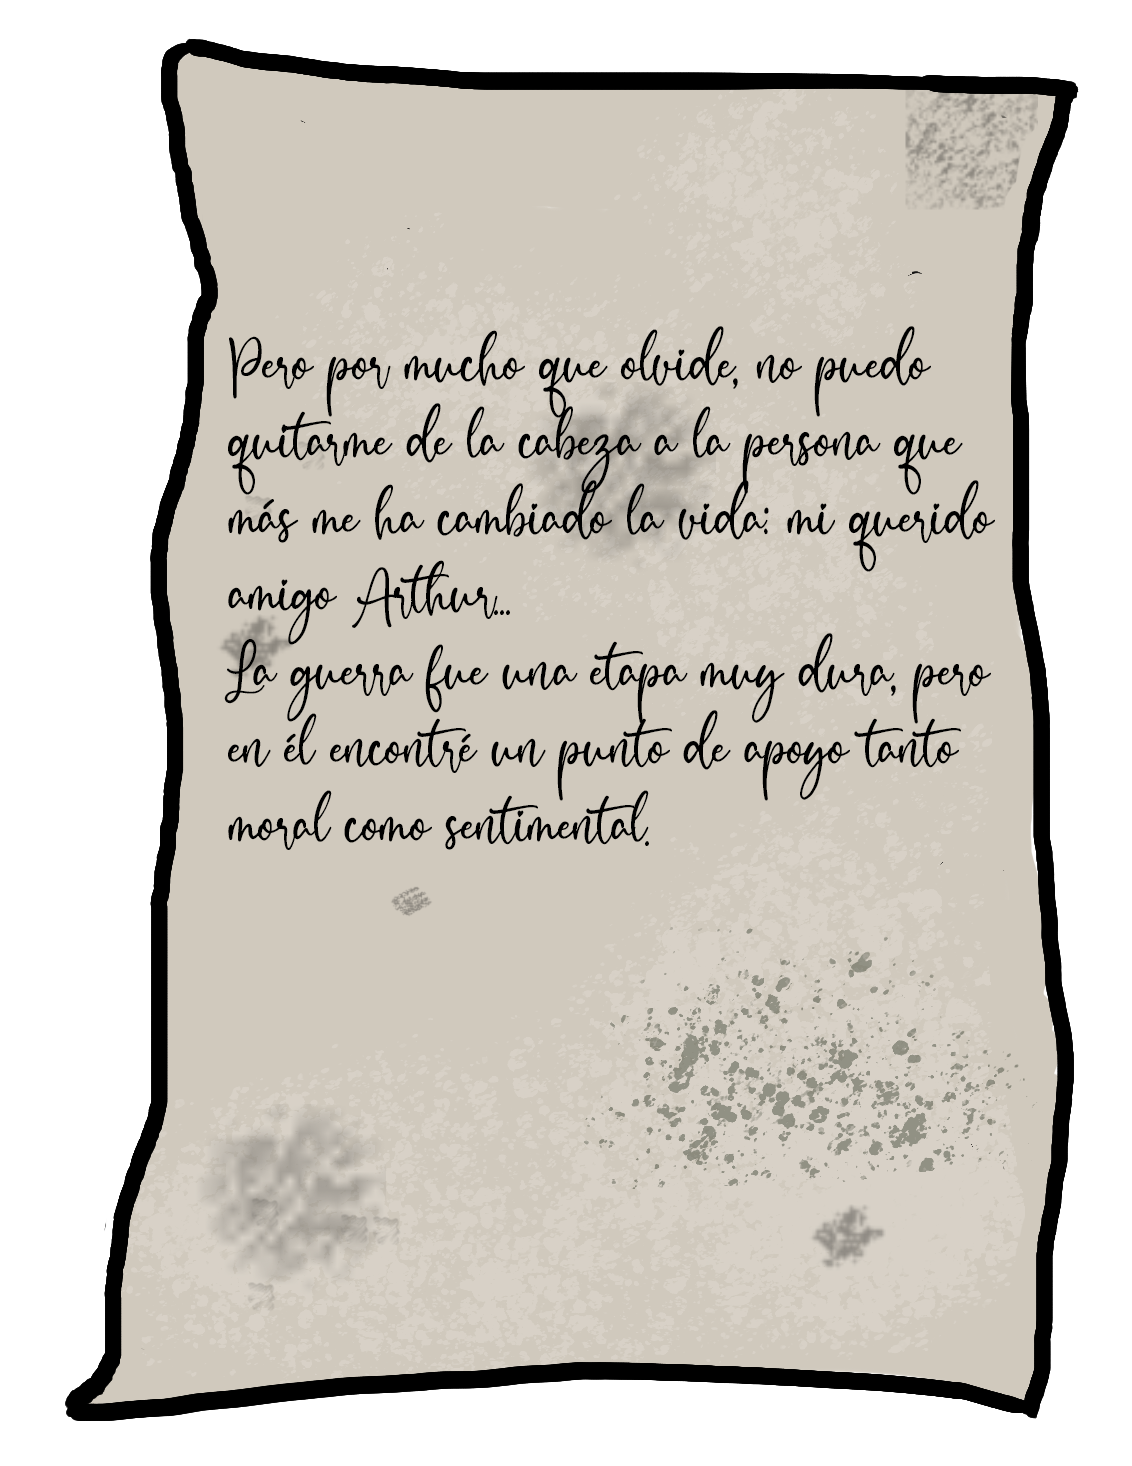 Pero por mucho que olvide, no puedo
quitarme de la cabeza a la persona que
más me ha cambiado la vida: mi querido
amigo Arthur...
La guerra fue una etapa muy dura, pero
en él encontré un punto de apoyo tanto
moral como sentimental.